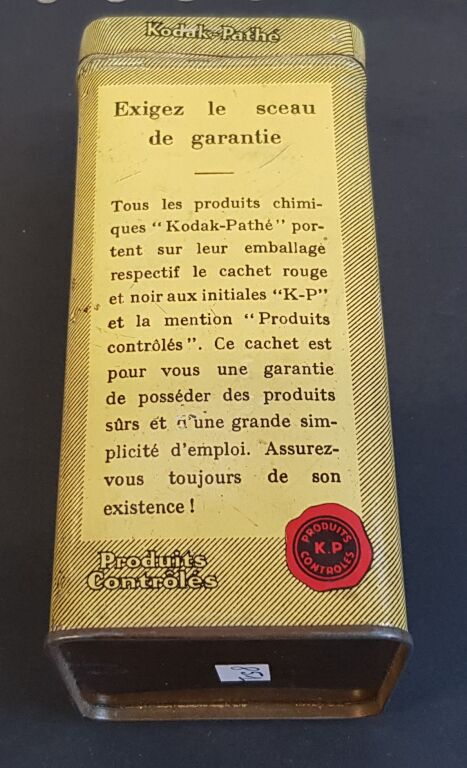 Kodak-Pathé
Exigez le sceau
de garantie
Tous les produits chimi-
ques "Kodak-Pathé" por-
tent sur leur emballage
respectif le cachet rouge
et noir aux initiales "K-P"
et la mention "Produits
contrôlés". Ce cachet est
pour vous une garantie
de posséder des produits
sûrs et d'une grande sim-
plicité d'emploi. Assurez-
vous toujours de son
existence !
PRODUITS
K.P
CONTROLÉS
Produits
Contrôlés